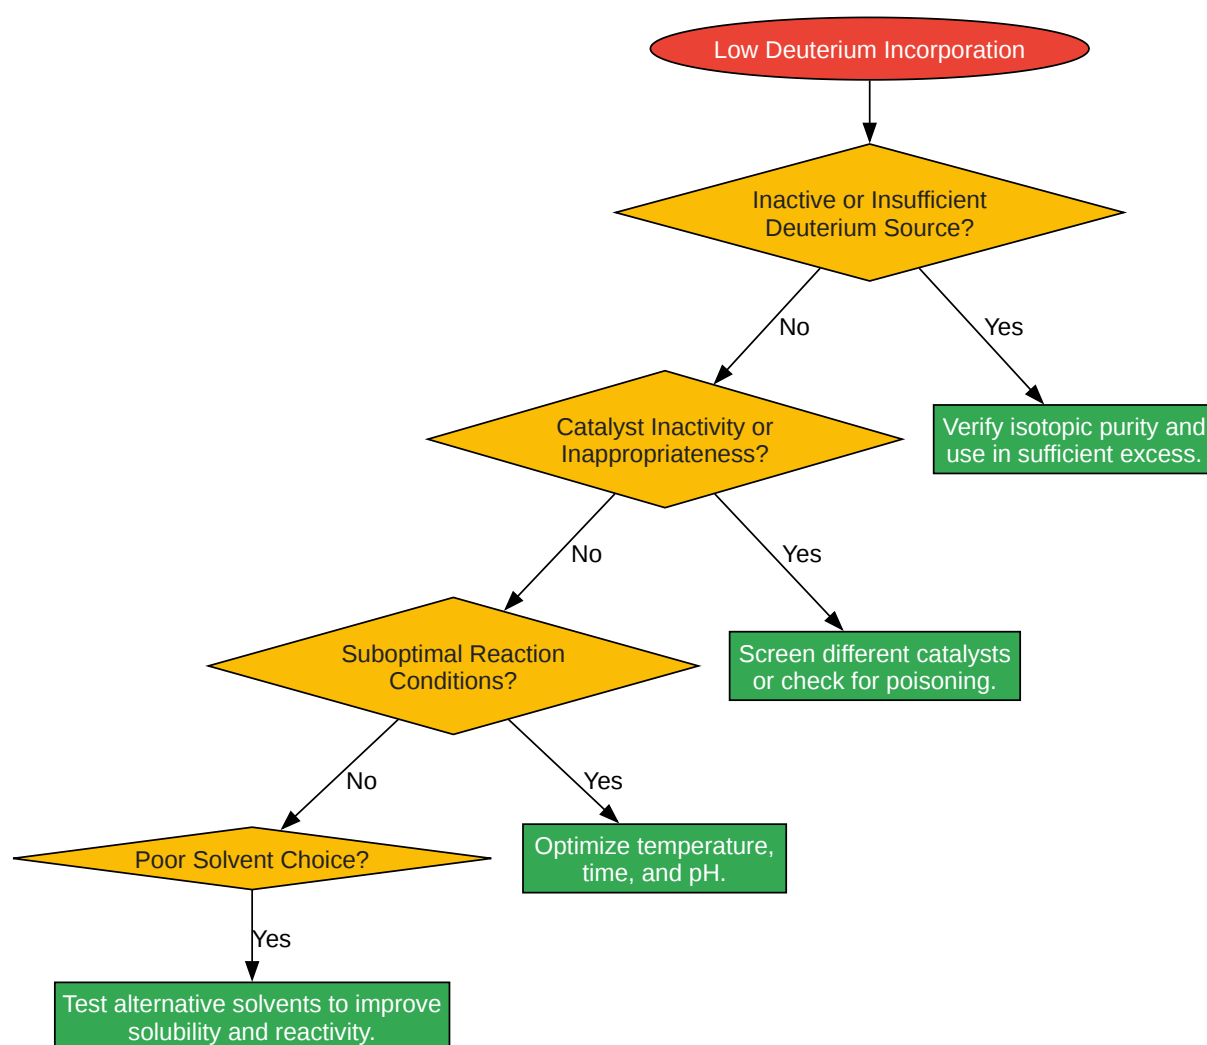 Low Deuterium Incorporation
Inactive or Insufficient
Deuterium Source?
No
Yes
Catalyst Inactivity or
Inappropriateness?
Verify isotopic purity and
use in sufficient excess.
No
Yes
Suboptimal Reaction
Conditions?
Screen different catalysts
or check for poisoning.
No
Yes
Poor Solvent Choice?
Optimize temperature,
time, and pH.
Yes
Test alternative solvents to improve
solubility and reactivity.